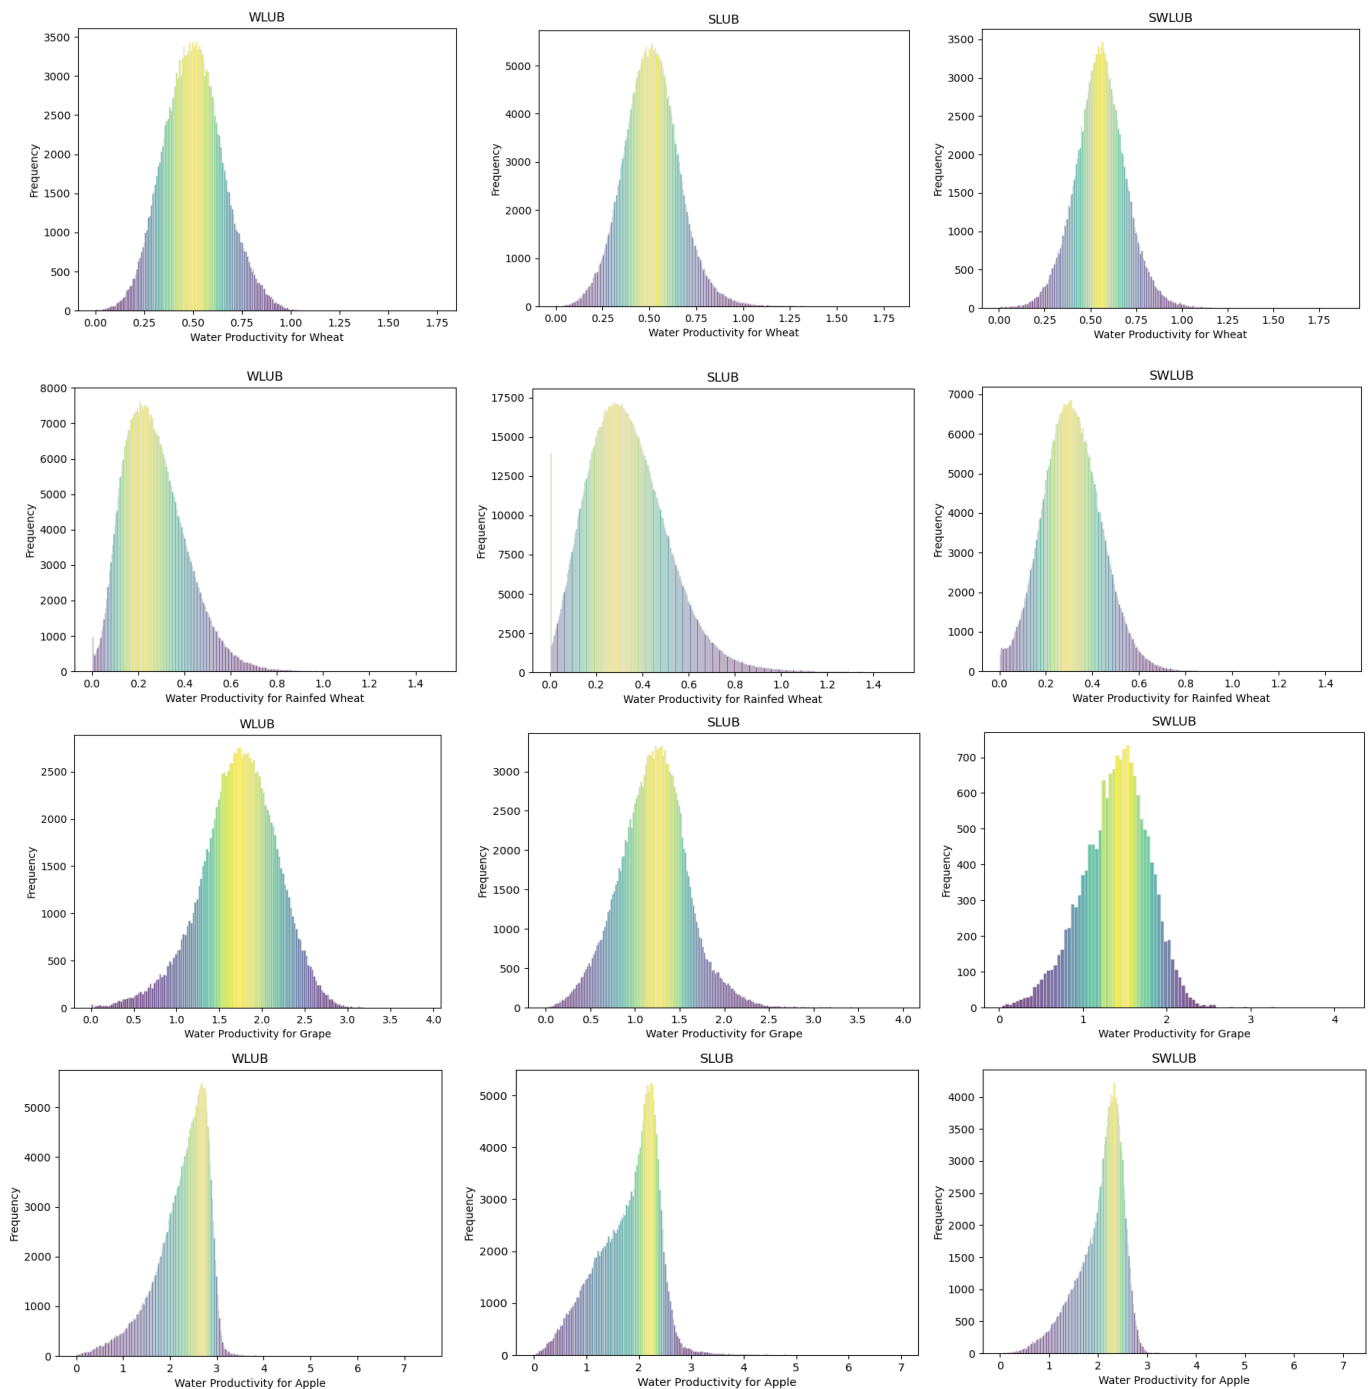 WLUB
3500
3000
2500
2000
1500
1000
500
0
Frequency
0.00 0.25 0.50 0.75 1.00 1.25 1.50 1.75
Water Productivity for Wheat
SLUB
5000
4000
3000
2000
1000
0
Frequency
0.00 0.25 0.50 0.75 1.00 1.25 1.50 1.75
Water Productivity for Wheat
SWLUB
3500
3000
2500
2000
1500
1000
500
0
Frequency
0.00 0.25 0.50 0.75 1.00 1.25 1.50 1.75
Water Productivity for Wheat
WLUB
8000
7000
6000
5000
4000
3000
2000
1000
0
Frequency
0.0 0.2 0.4 0.6 0.8 1.0 1.2 1.4
Water Productivity for Rainfed Wheat
SLUB
17500
15000
12500
10000
7500
5000
2500
0
Frequency
0.0 0.2 0.4 0.6 0.8 1.0 1.2 1.4
Water Productivity for Rainfed Wheat
SWLUB
7000
6000
5000
4000
3000
2000
1000
0
Frequency
0.0 0.2 0.4 0.6 0.8 1.0 1.2 1.4
Water Productivity for Rainfed Wheat
WLUB
2500
2000
1500
1000
500
0
Frequency
0.0 0.5 1.0 1.5 2.0 2.5 3.0 3.5 4.0
Water Productivity for Grape
SLUB
3000
2500
2000
1500
1000
500
0
Frequency
0.0 0.5 1.0 1.5 2.0 2.5 3.0 3.5 4.0
Water Productivity for Grape
SWLUB
700
600
500
400
300
200
100
0
Frequency
0 1 2 3 4
Water Productivity for Grape
WLUB
5000
4000
3000
2000
1000
0
Frequency
0 1 2 3 4 5 6 7
Water Productivity for Apple
SLUB
5000
4000
3000
2000
1000
0
Frequency
0 1 2 3 4 5 6 7
Water Productivity for Apple
SWLUB
4000
3500
3000
2500
2000
1500
1000
500
0
Frequency
0 1 2 3 4 5 6 7
Water Productivity for Apple